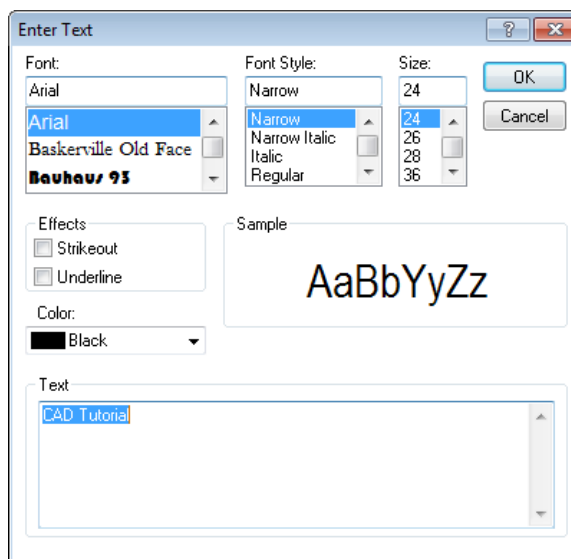 Enter Text
Font: Font Style: Size:
Arial Narrow 24 OK
Arial Narrow 24 Cancel
Baskerville Old Face Narrow Italic 26
Bauhaus 93 Italic 28
Regular 36
Effects Sample
Strikeout
Underline AaBbYyZz
Color:
Black
Text
CAD Tutorial